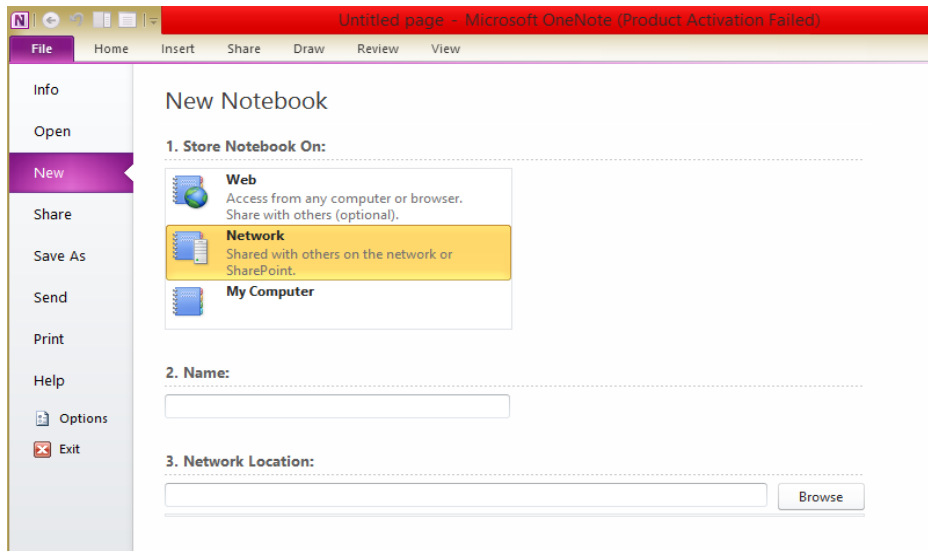 Untitled page - Microsoft OneNote (Product Activation Failed)
File Home Insert Share Draw Review View
Info
Open
New
Share
Save As
Send
Print
Help
Options
Exit
New Notebook
1. Store Notebook On:
Web
Access from any computer or browser.
Share with others (optional).
Network
Shared with others on the network or
SharePoint.
My Computer
2. Name:
3. Network Location:
Browse